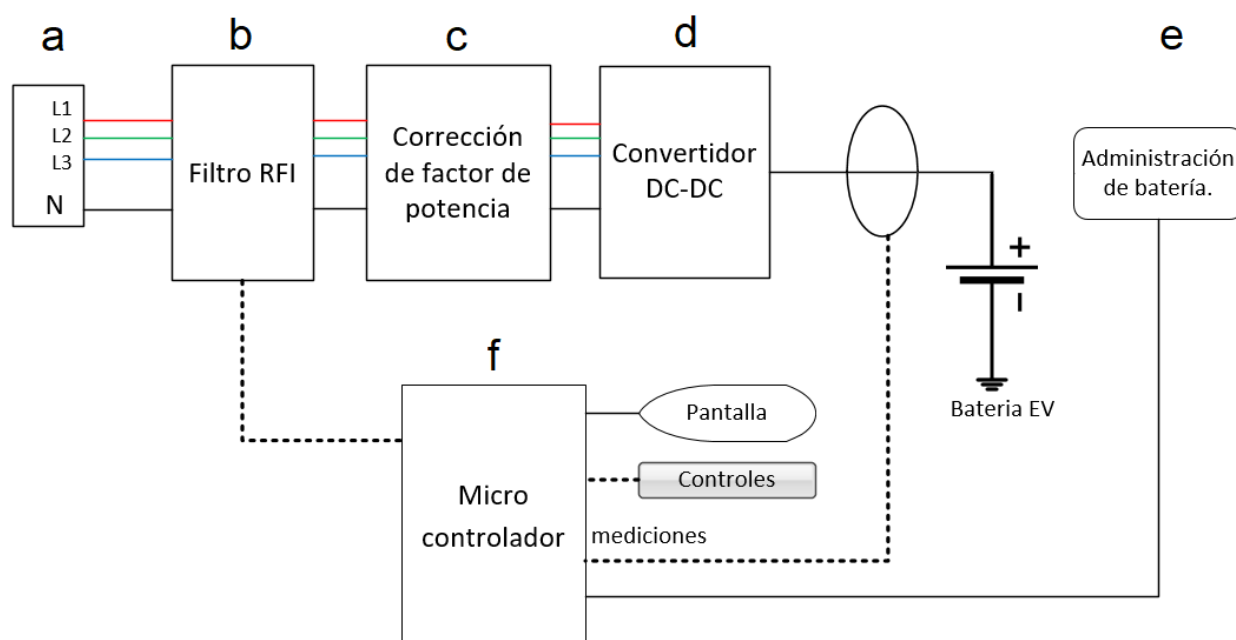 a
b
c
d
e
L1
L2
L3
N
Filtro RFI
Corrección
de factor de
potencia
Convertidor
DC-DC
Administración
de batería.
+
Bateria EV
f
Micro
controlador
Pantalla
Controles
mediciones